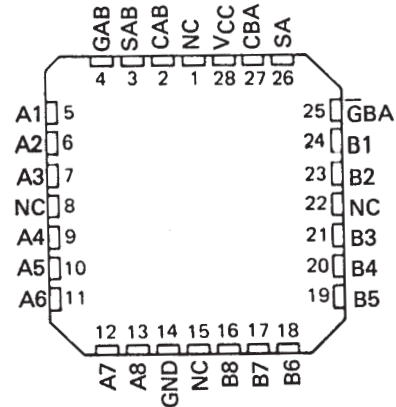 GAB SAB CAB NC VCC CBA SA
4 3 2 1 28 27 26
A1 5 25 G̅BA
A2 6 24 B1
A3 7 23 B2
NC 8 22 NC
A4 9 21 B3
A5 10 20 B4
A6 11 19 B5
12 13 14 15 16 17 18
A7 A8 GND NC B8 B7 B6